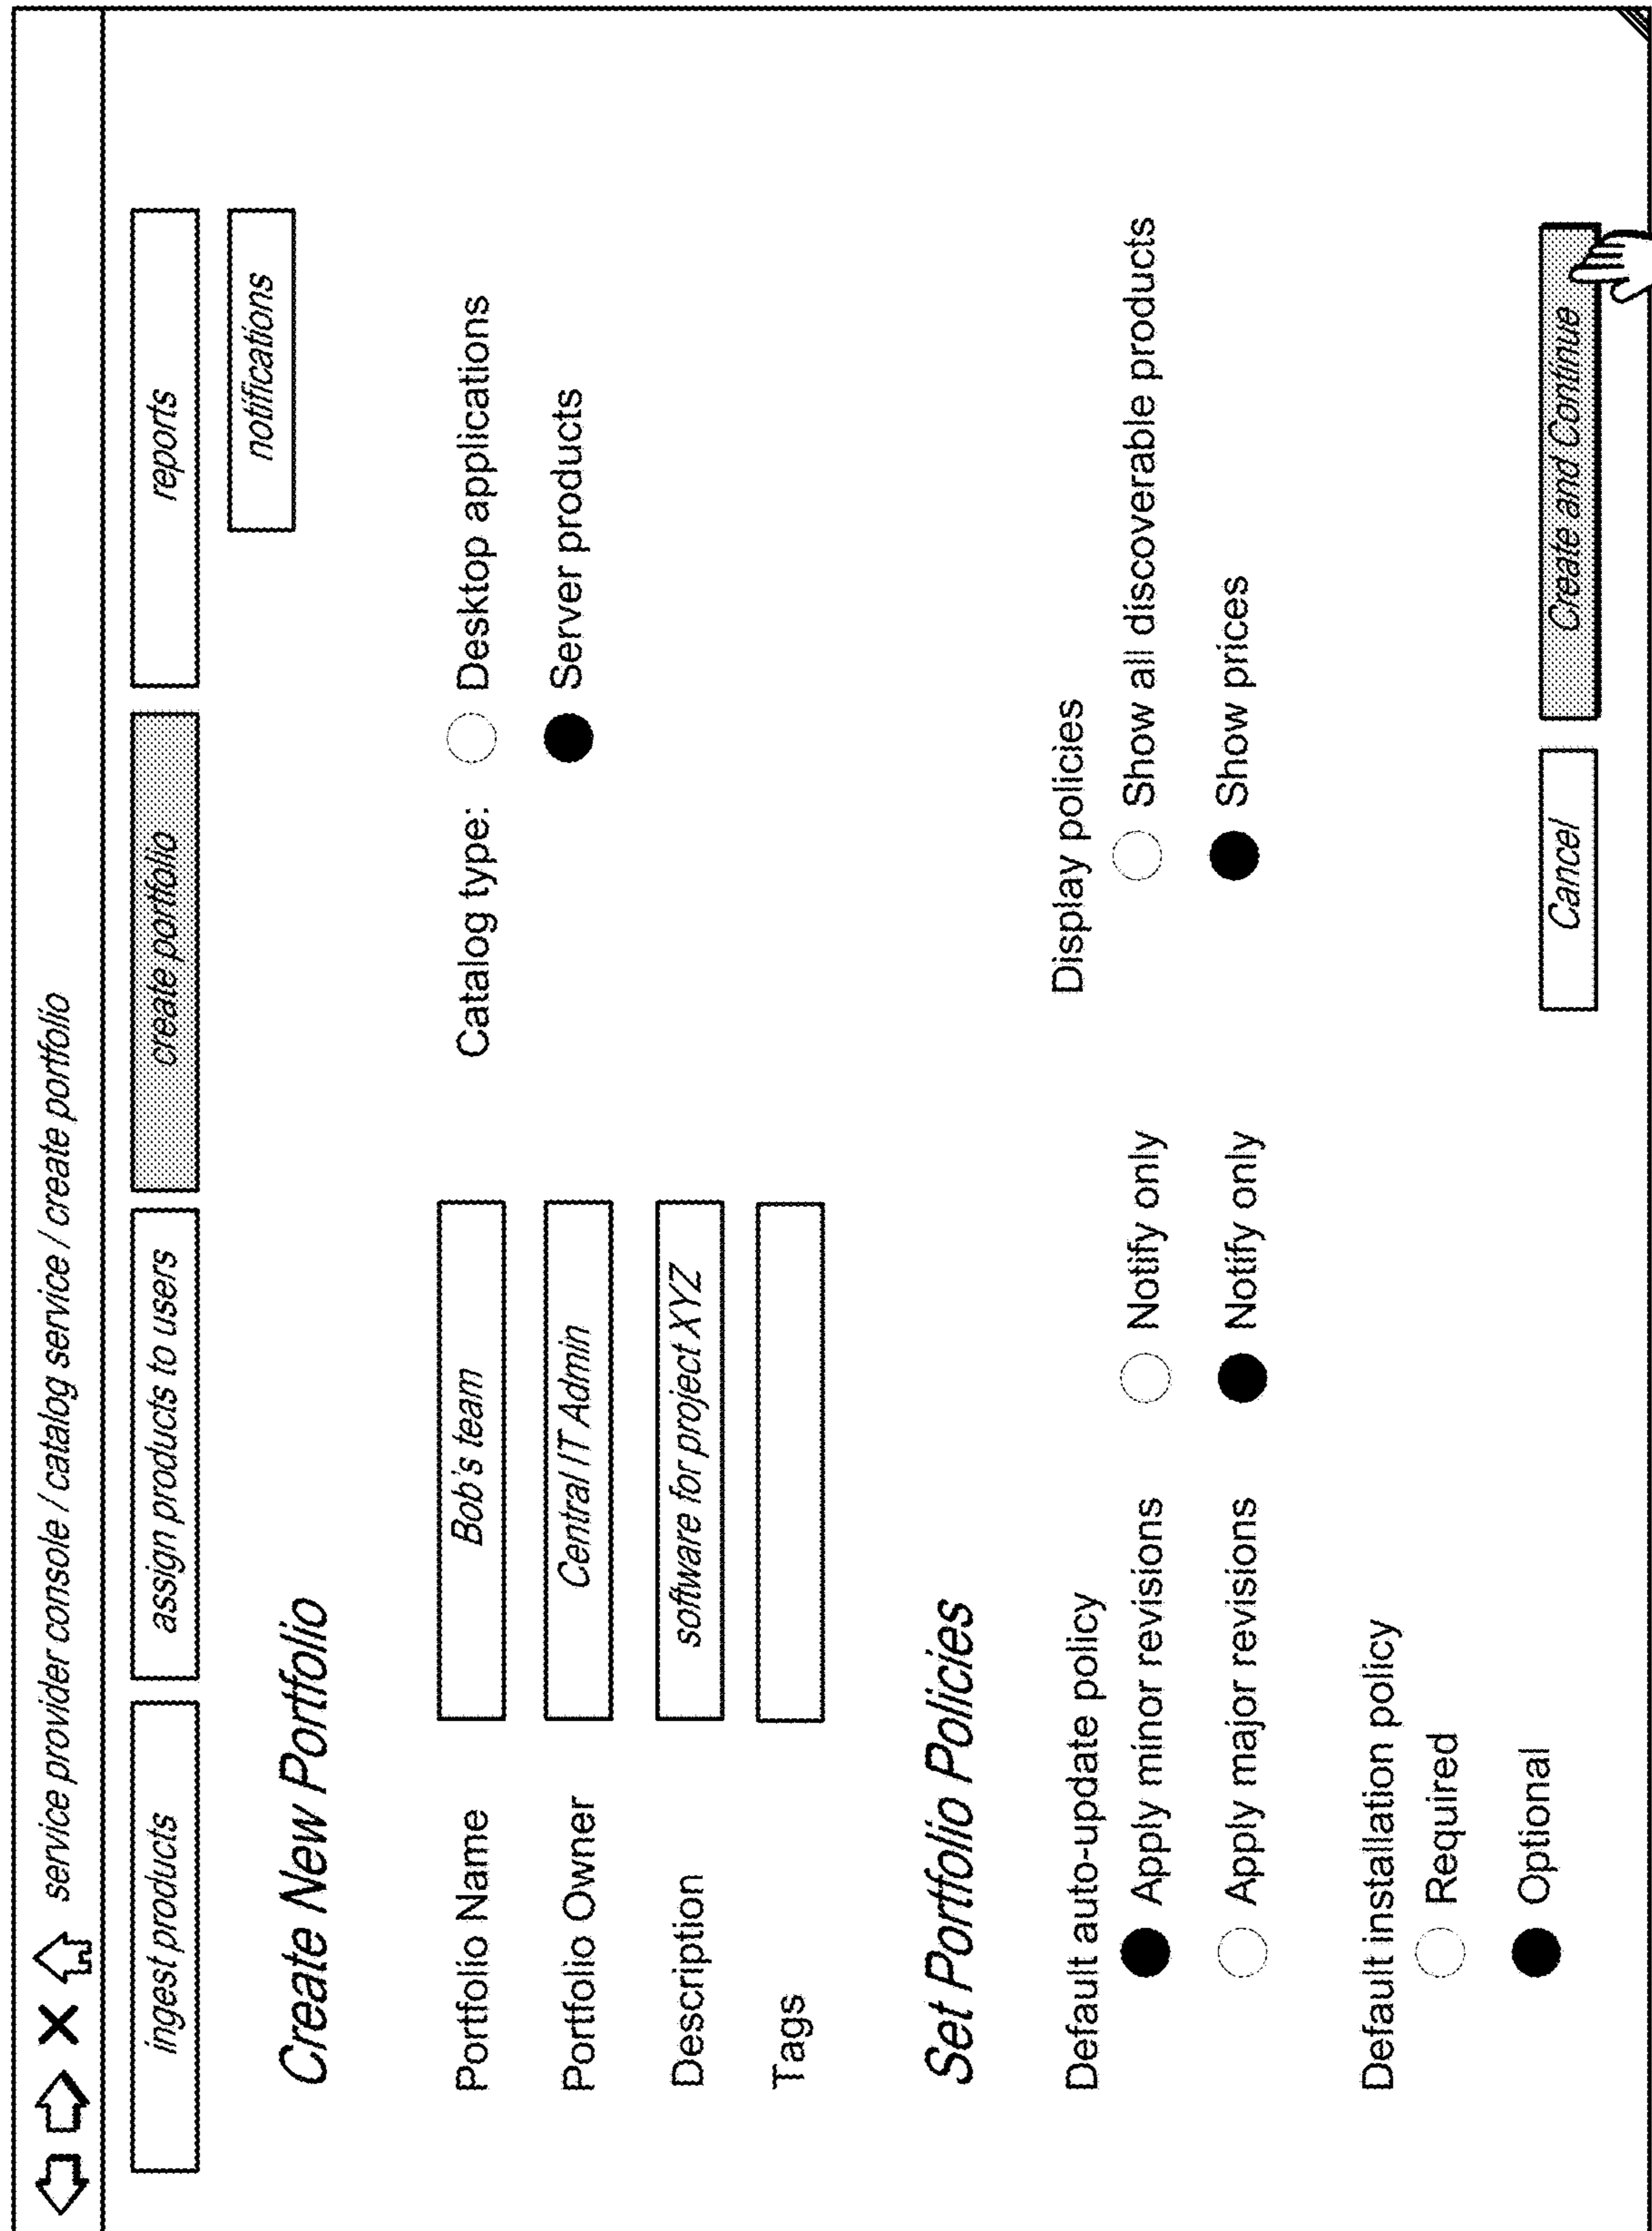 service provider console / catalog service / create portfolio
ingest products
assign products to users
create portfolio
reports
notifications
Create New Portfolio
Portfolio Name Bob's team
Portfolio Owner Central IT Admin
Description software for project XYZ
Tags
Catalog type: Desktop applications
Server products
Set Portfolio Policies
Default auto-update policy
Apply minor revisions Notify only
Apply major revisions Notify only
Default installation policy
Required
Optional
Display policies
Show all discoverable products
Show prices
Cancel
Create and Continue